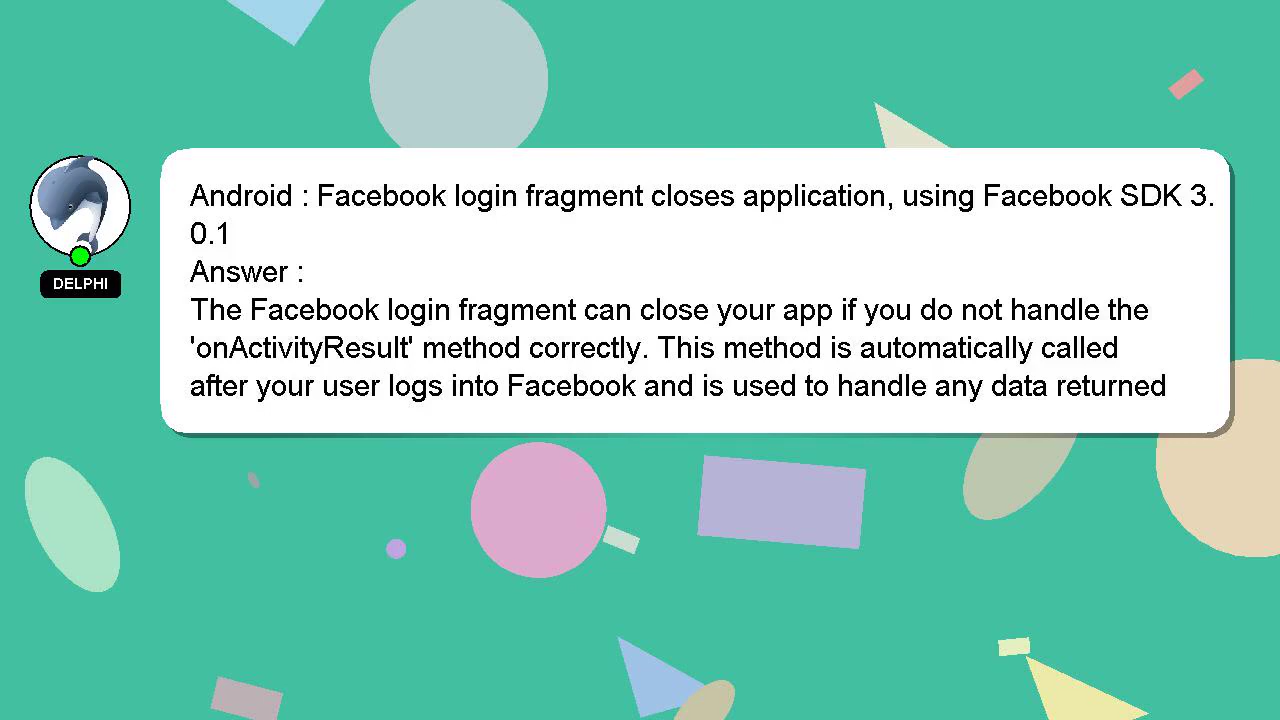 Android : Facebook login fragment closes application, using Facebook SDK 3.
0.1
Answer :
The Facebook login fragment can close your app if you do not handle the
'onActivityResult' method correctly. This method is automatically called
after your user logs into Facebook and is used to handle any data returned
DELPHI